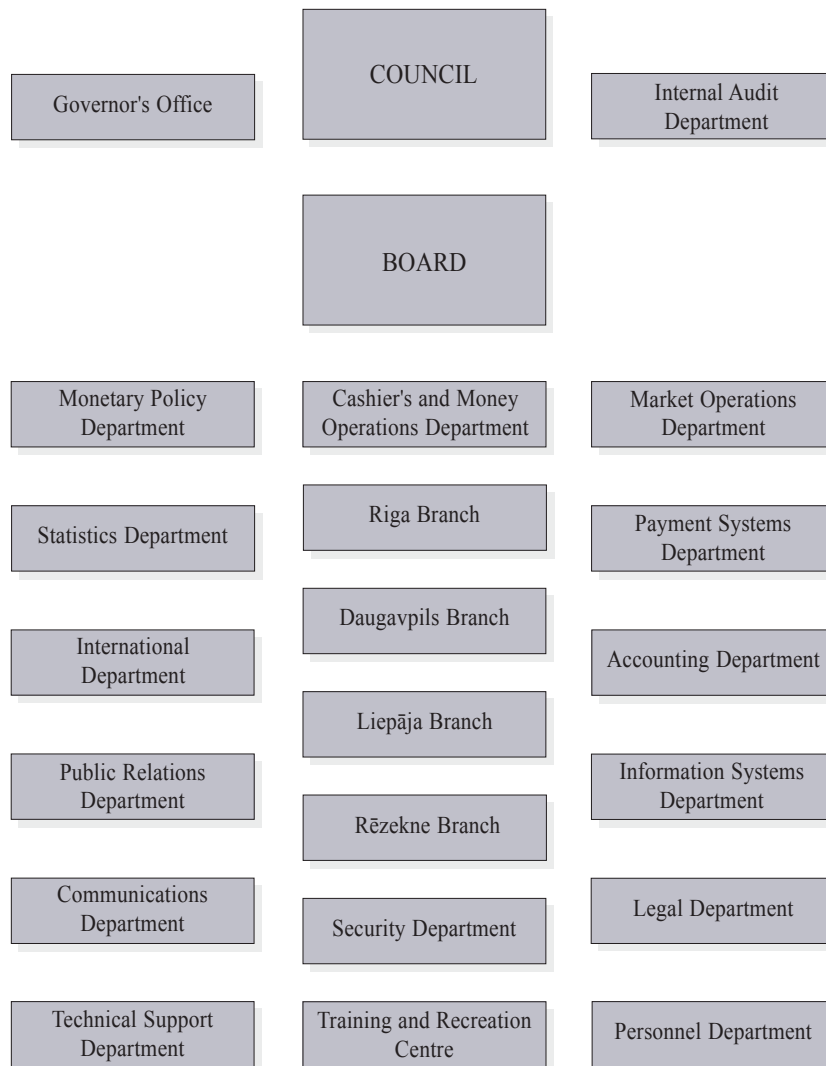 COUNCIL
Governor's Office
Internal Audit
Department
BOARD
Monetary Policy
Department
Cashier's and Money
Operations Department
Market Operations
Department
Statistics Department
Riga Branch
Payment Systems
Department
Daugavpils Branch
International
Department
Accounting Department
Liepāja Branch
Public Relations
Department
Information Systems
Department
Rēzekne Branch
Communications
Department
Security Department
Legal Department
Technical Support
Department
Training and Recreation
Centre
Personnel Department